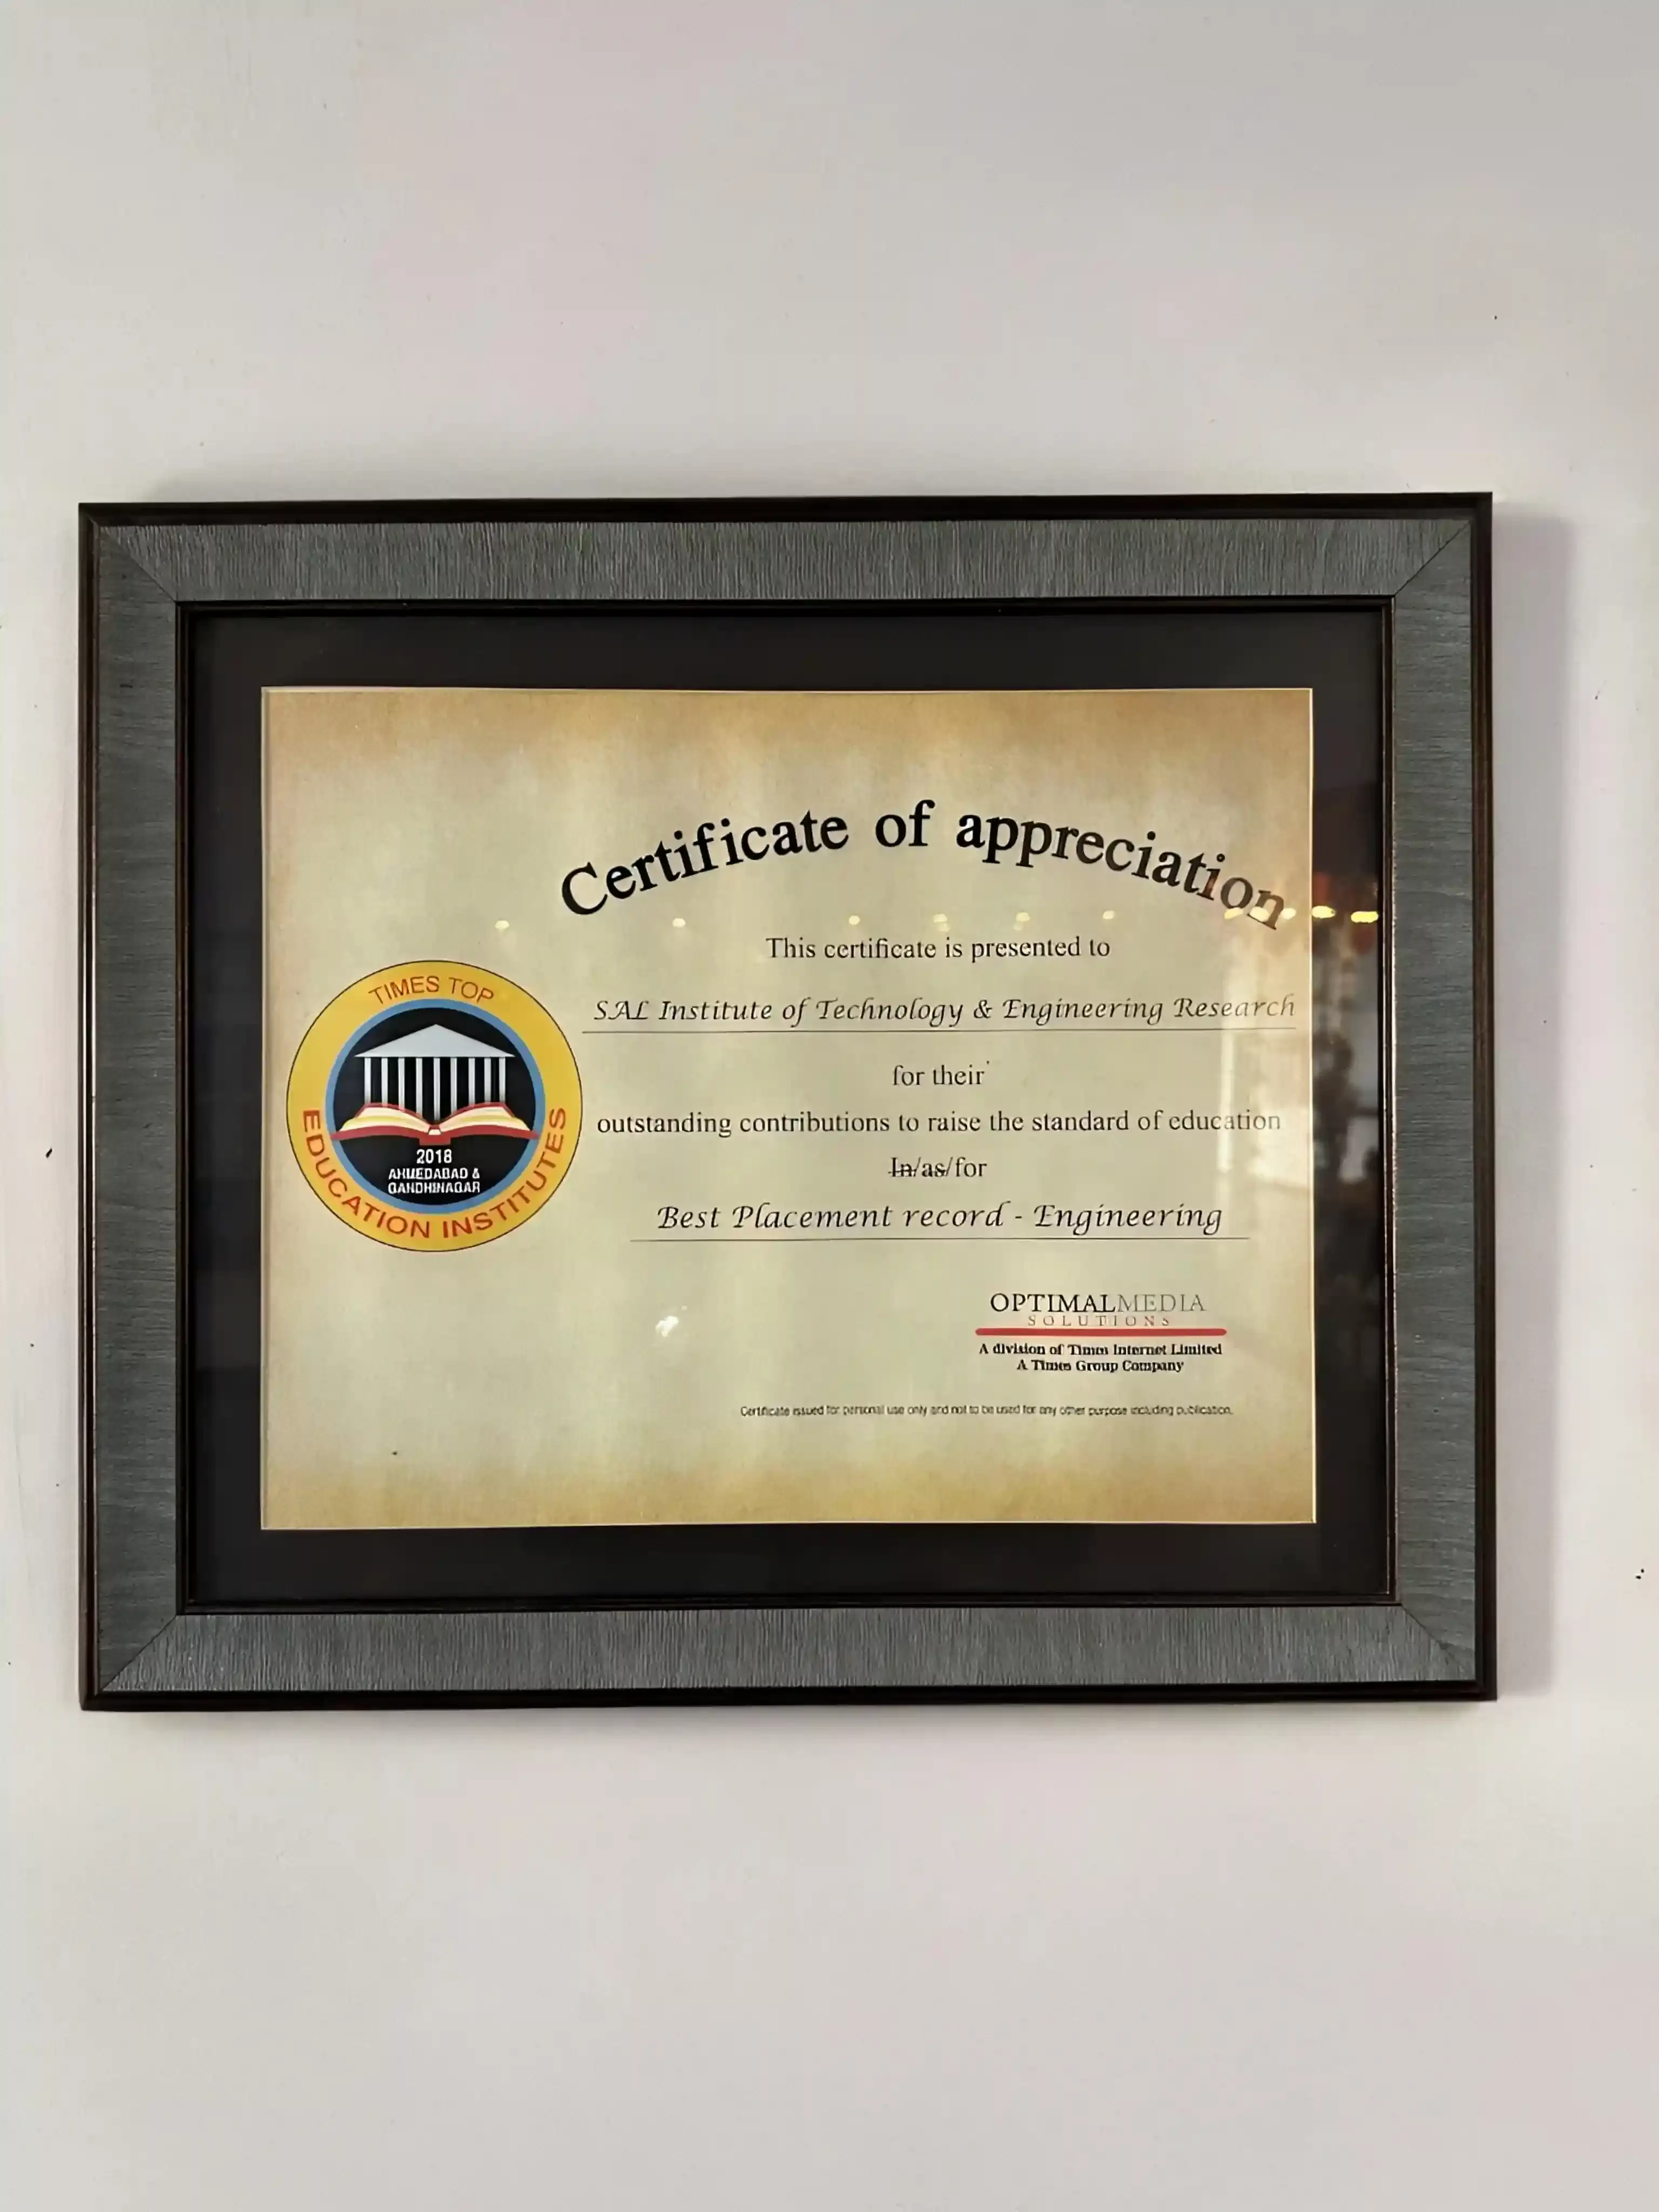 Certificate of appreciation
This certificate is presented to
SAL Institute of Technology & Engineering Research
for their
outstanding contributions to raise the standard of education
In/as/for
Best Placement record - Engineering
TIMES TOP
2018
AHMEDABAD &
GANDHINAGAR
EDUCATION INSTITUTES
OPTIMALMEDIA
SOLUTIONS
A division of Times Internet Limited
A Times Group Company
Certificate issued for personal use only and not to be used for any other purpose including publication.